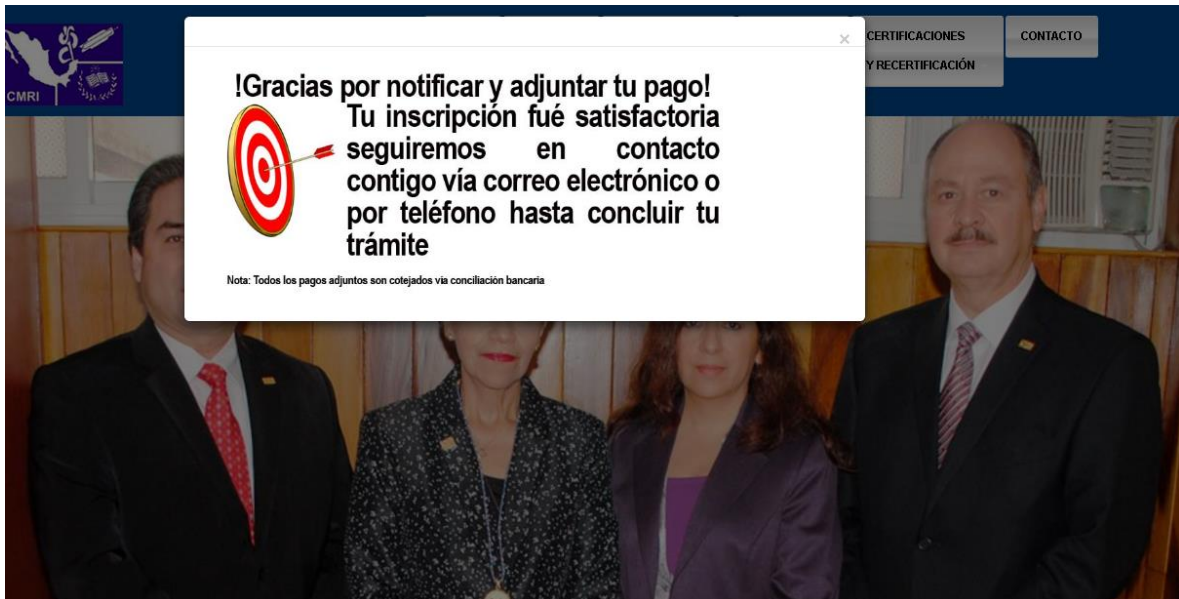 CERTIFICACIONES
Y RECERTIFICACIÓN
CONTACTO
CMRI
×
!Gracias por notificar y adjuntar tu pago!
Tu inscripción fué satisfactoria
seguiremos en contacto
contigo vía correo electrónico o
por teléfono hasta concluir tu
trámite
Nota: Todos los pagos adjuntos son cotejados via conciliación bancaria